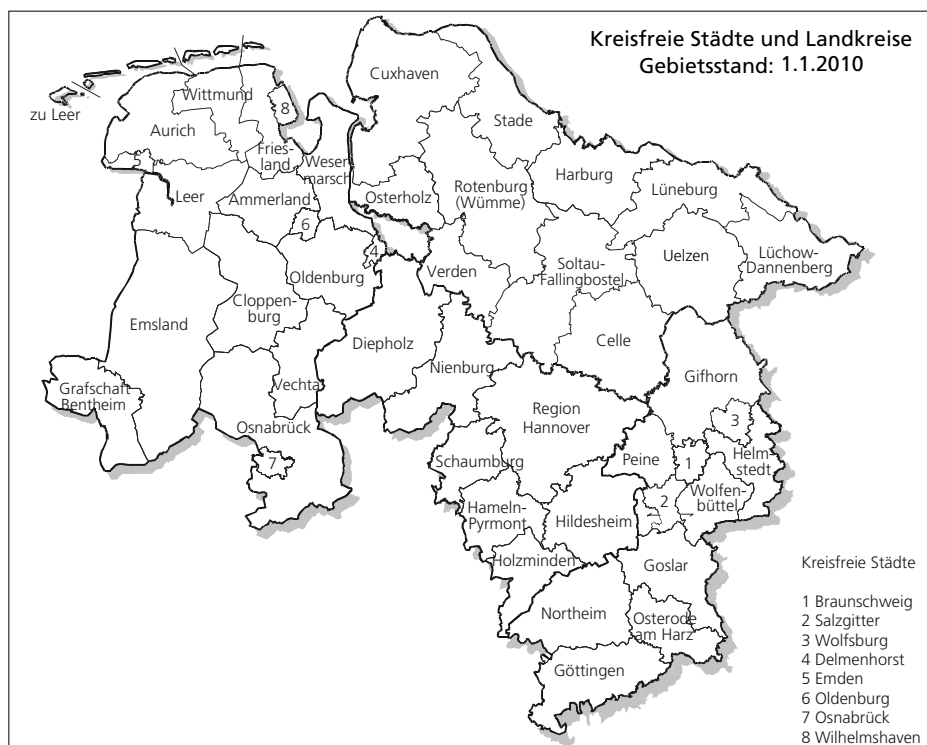 Kreisfreie Städte und Landkreise
Gebietsstand: 1.1.2010
Cuxhaven
Wittmund
zu Leer
8
Stade
Aurich
Fries-
land
Weser-
marsch
5
Harburg
Leer
Ammerland
Osterholz
Rotenburg
(Wümme)
Lüneburg
6
4
Oldenburg
Verden
Soltau-
Fallingbostel
Uelzen
Lüchow-
Dannenberg
Emsland
Cloppen-
burg
Diepholz
Celle
Nienburg
Gifhorn
Grafschaft
Bentheim
Vechta
Region
Hannover
Osnabrück
3
7
Schaumburg
Peine
1
Helm-
stedt
2
Wolfen-
büttel
Hameln-
Pyrmont
Hildesheim
Holzminden
Goslar
Northeim
Osterode
am Harz
Göttingen
Kreisfreie Städte
1 Braunschweig
2 Salzgitter
3 Wolfsburg
4 Delmenhorst
5 Emden
6 Oldenburg
7 Osnabrück
8 Wilhelmshaven